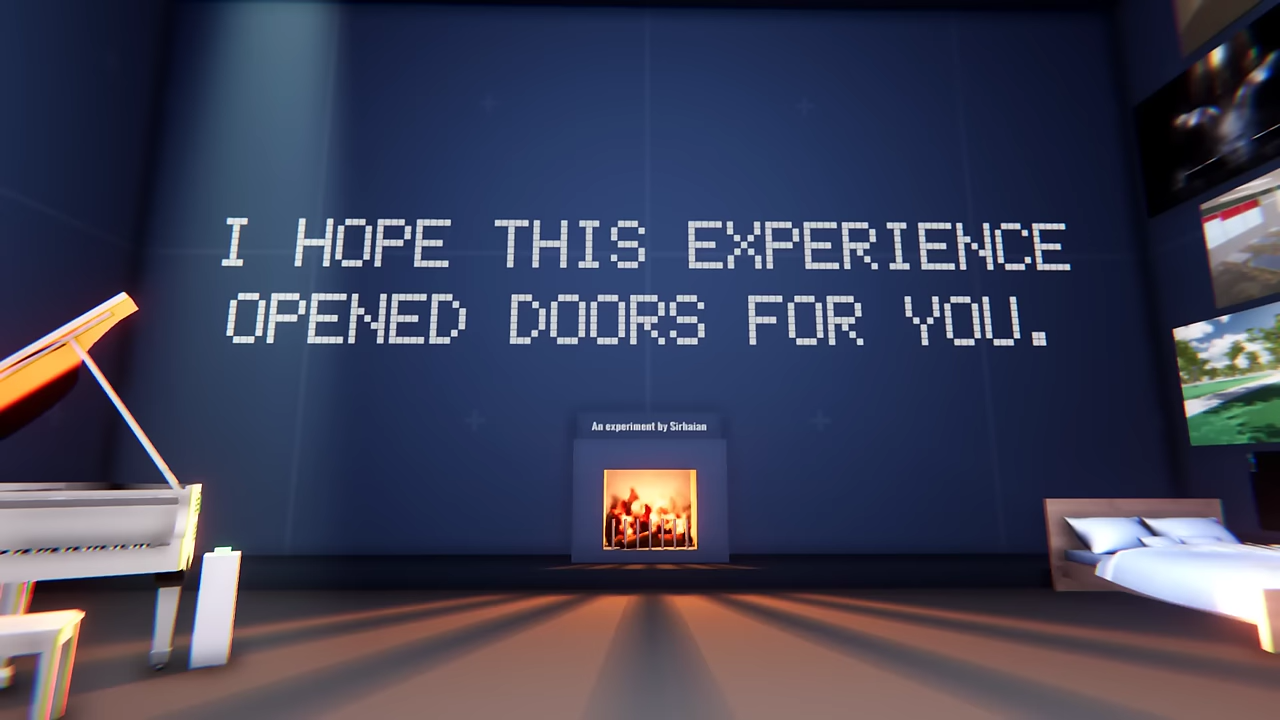 I HOPE THIS EXPERIENCE
OPENED DOORS FOR YOU.
An experiment by Sirhaian